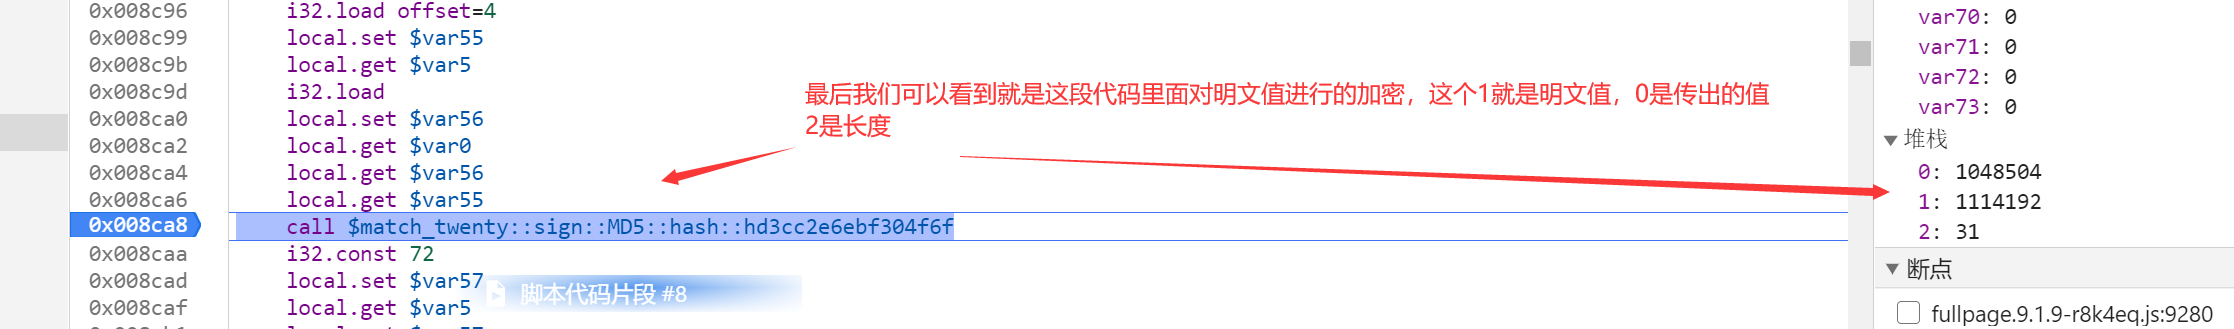 0x008c96 i32.load offset=4
0x008c99 local.set $var55
0x008c9b local.get $var5
0x008c9d i32.load
0x008ca0 local.set $var56
0x008ca2 local.get $var0
0x008ca4 local.get $var56
0x008ca6 local.get $var55
0x008ca8 call $match_twenty::sign::MD5::hash::hd3cc2e6ebf304f6f
0x008caa i32.const 72
0x008cad local.set $var57
0x008caf local.get $var5
最后我们可以看到就是这段代码里面对明文值进行的加密，这个1就是明文值，0是传出的值
2是长度
脚本代码片段 #8
var70: 0
var71: 0
var72: 0
var73: 0
堆栈
0: 1048504
1: 1114192
2: 31
断点
fullpage.9.1.9-r8k4eq.js:9280